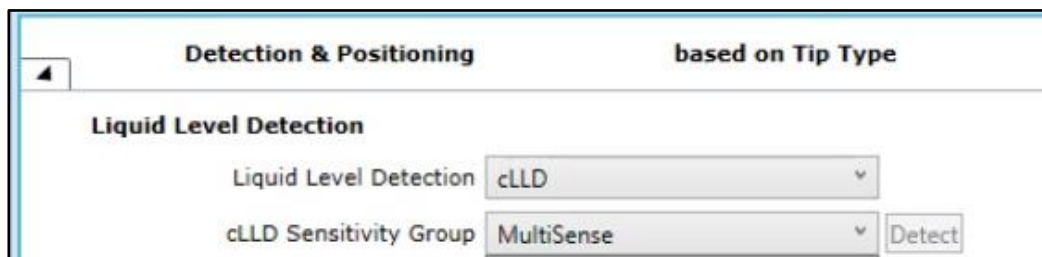 Detection & Positioning based on Tip Type
Liquid Level Detection
Liquid Level Detection cLLD
cLLD Sensitivity Group MultiSense Detect